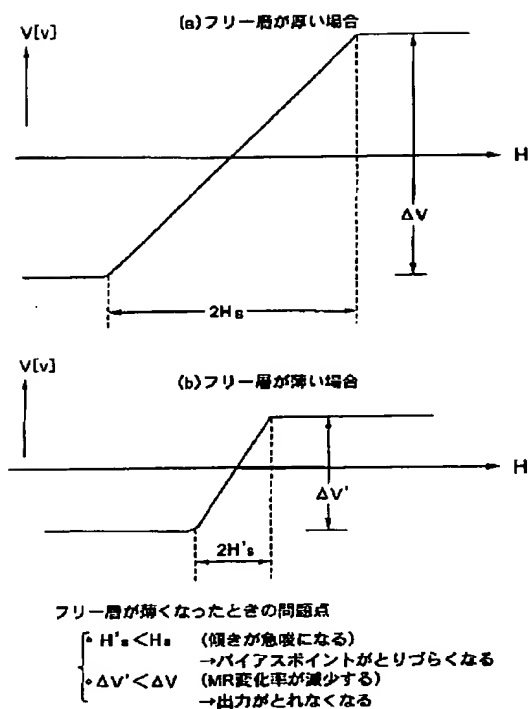 (a)フリー層が厚い場合
V[v]
H
ΔV
2Hs
V[v]
(b)フリー層が薄い場合
H
ΔV'
2H's
フリー層が薄くなったときの問題点
• H's<Hs (傾きが急峻になる)
→バイアスポイントがとりづらくなる
• ΔV'<ΔV (MR変化率が減少する)
→出力がとれなくなる